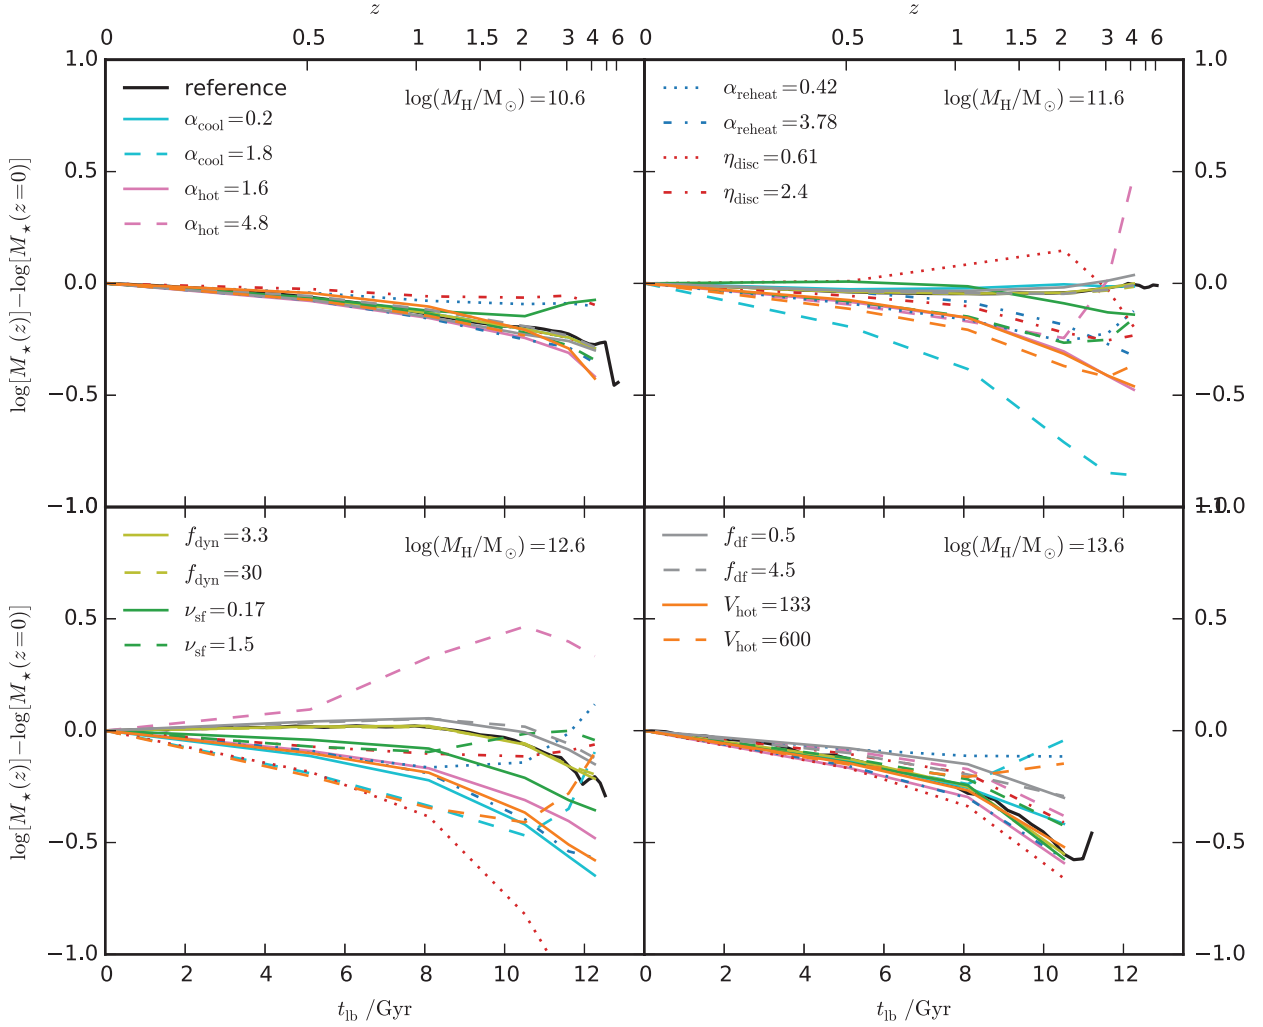 z z
0 0.5 1 1.5 2 3 4 6 0 0.5 1 1.5 2 3 4 6
1.0 1.0
reference log(M_H/M_⊙)=10.6
α_cool=0.2
α_cool=1.8
α_hot=1.6
α_hot=4.8
α_reheat=0.42 log(M_H/M_⊙)=11.6
α_reheat=3.78
η_disc=0.61
η_disc=2.4
0.5 0.5
0.0 0.0
−0.5 −0.5
−1.0
log[M_⋆(z)]−log[M_⋆(z=0)]
f_dyn=3.3 log(M_H/M_⊙)=12.6
f_dyn=30
ν_sf=0.17
ν_sf=1.5
f_df=0.5 log(M_H/M_⊙)=13.6
f_df=4.5
V_hot=133
V_hot=600
0.5 0.5
0.0 0.0
−0.5 −0.5
−1.0 −1.0
log[M_⋆(z)]−log[M_⋆(z=0)]
0 2 4 6 8 10 12 0 2 4 6 8 10 12
t_lb /Gyr t_lb /Gyr